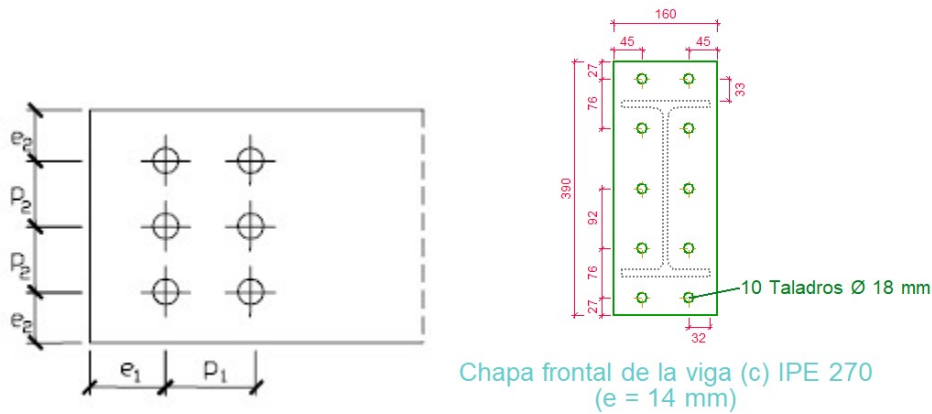 e2
p2
p2
e2
e1
p1
160
45
45
27
33
76
390
92
76
27
10 Taladros Ø 18 mm
32
Chapa frontal de la viga (c) IPE 270
(e = 14 mm)